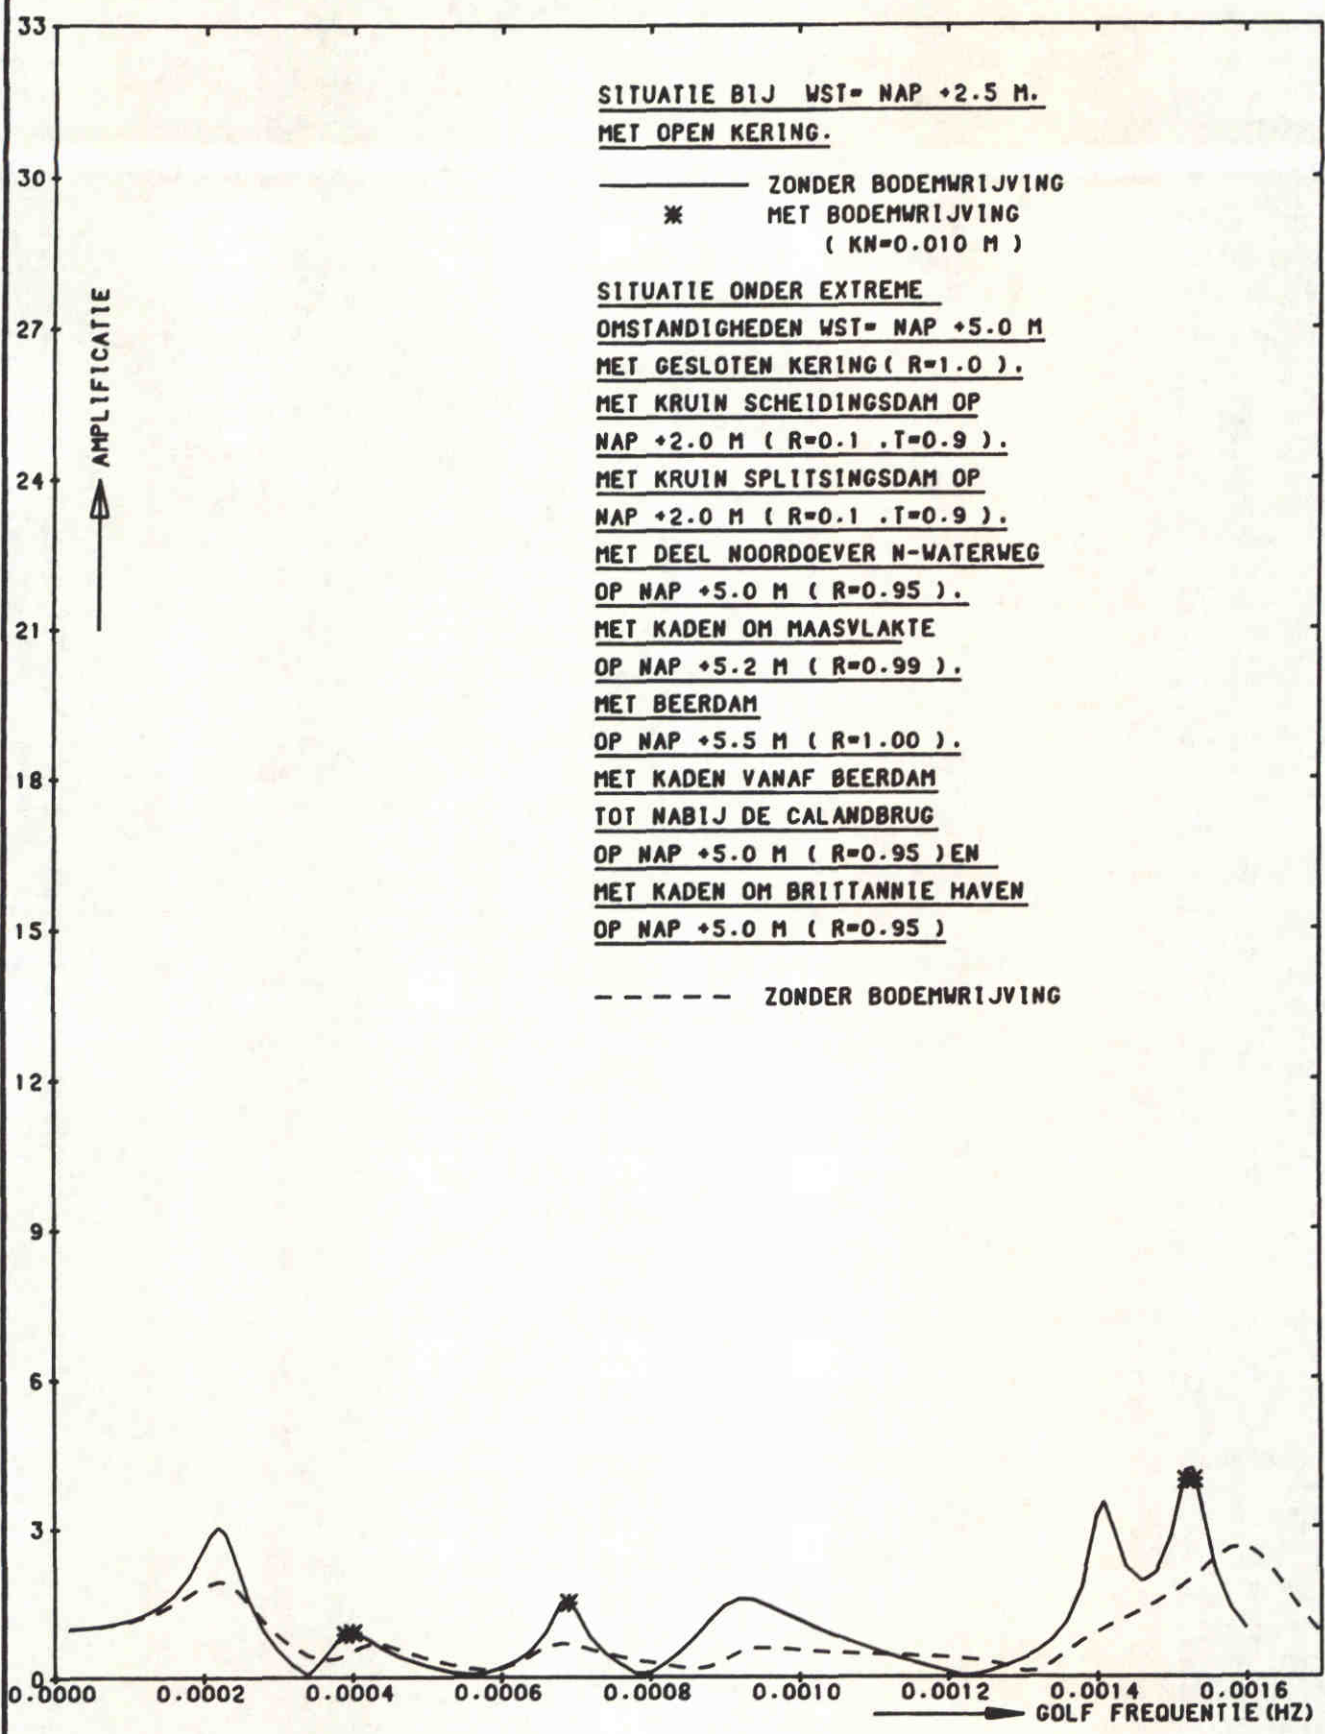 33
30
27
24
21
18
15
12
9
6
3
0
AMPLIFICATIE
SITUATIE BIJ WST= NAP +2.5 M.
MET OPEN KERING.
ZONDER BODEMWRIJVING
* MET BODEMWRIJVING
( KN=0.010 M )
SITUATIE ONDER EXTREME
OMSTANDIGHEDEN WST= NAP +5.0 M
MET GESLOTEN KERING( R=1.0 ).
MET KRUIN SCHEIDINGSDAM OP
NAP +2.0 M ( R=0.1 .T=0.9 ).
MET KRUIN SPLITSINGSDAM OP
NAP +2.0 M ( R=0.1 .T=0.9 ).
MET DEEL NOORDOEVER N-WATERWEG
OP NAP +5.0 M ( R=0.95 ).
MET KADEN OM MAASVLAKTE
OP NAP +5.2 M ( R=0.99 ).
MET BEERDAM
OP NAP +5.5 M ( R=1.00 ).
MET KADEN VANAF BEERDAM
TOT NABIJ DE CALANDBRUG
OP NAP +5.0 M ( R=0.95 )EN
MET KADEN OM BRITTANNIE HAVEN
OP NAP +5.0 M ( R=0.95 )
ZONDER BODEMWRIJVING
0.0000 0.0002 0.0004 0.0006 0.0008 0.0010 0.0012 0.0014 0.0016
GOLF FREQUENTIE(HZ)